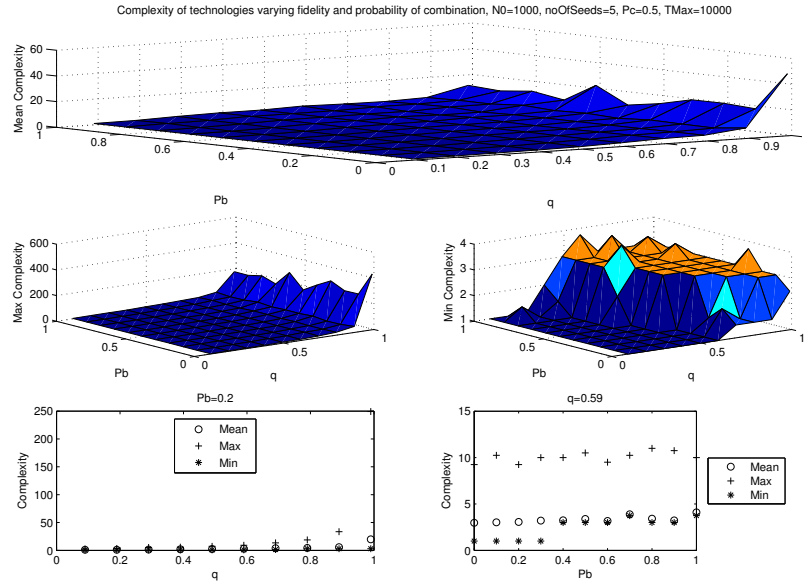 Complexity of technologies varying fidelity and probability of combination, N0=1000, noOfSeeds=5, Pc=0.5, TMax=10000
Mean Complexity
60
40
20
0
1
0.8
0.6
0.4
0.2
0
0
0.1
0.2
0.3
0.4
0.5
0.6
0.7
0.8
0.9
Pb
q
Max Complexity
600
400
200
0
1
0.5
0
0
0.5
1
Pb
q
Min Complexity
4
3
2
1
1
0.5
0
0
0.5
1
Pb
q
Pb=0.2
Complexity
250
200
150
100
50
0
0
0.2
0.4
0.6
0.8
1
q
Mean
Max
Min
q=0.59
Complexity
15
10
5
0
0
0.2
0.4
0.6
0.8
1
Pb
Mean
Max
Min